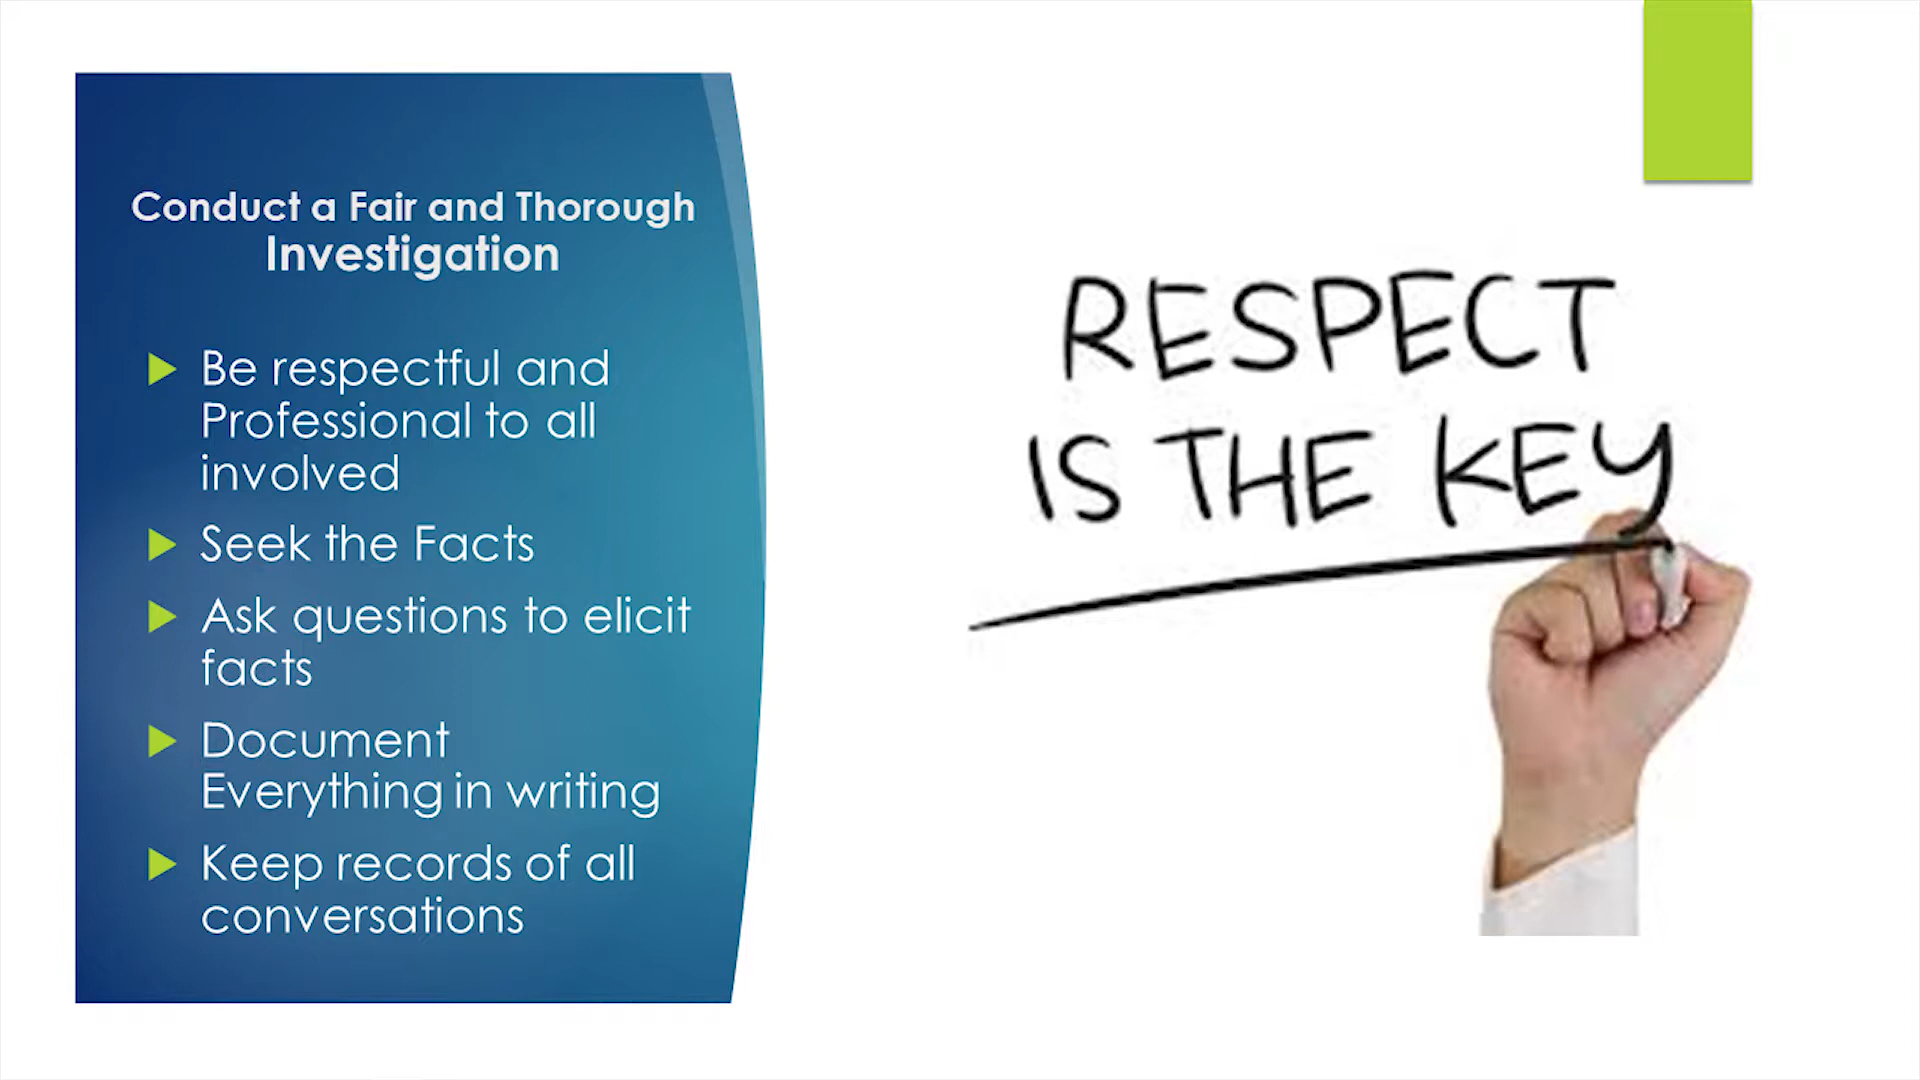 Conduct a Fair and Thorough
Investigation
Be respectful and
Professional to all
involved
Seek the Facts
Ask questions to elicit
facts
Document
Everything in writing
Keep records of all
conversations
RESPECT
IS THE KEY